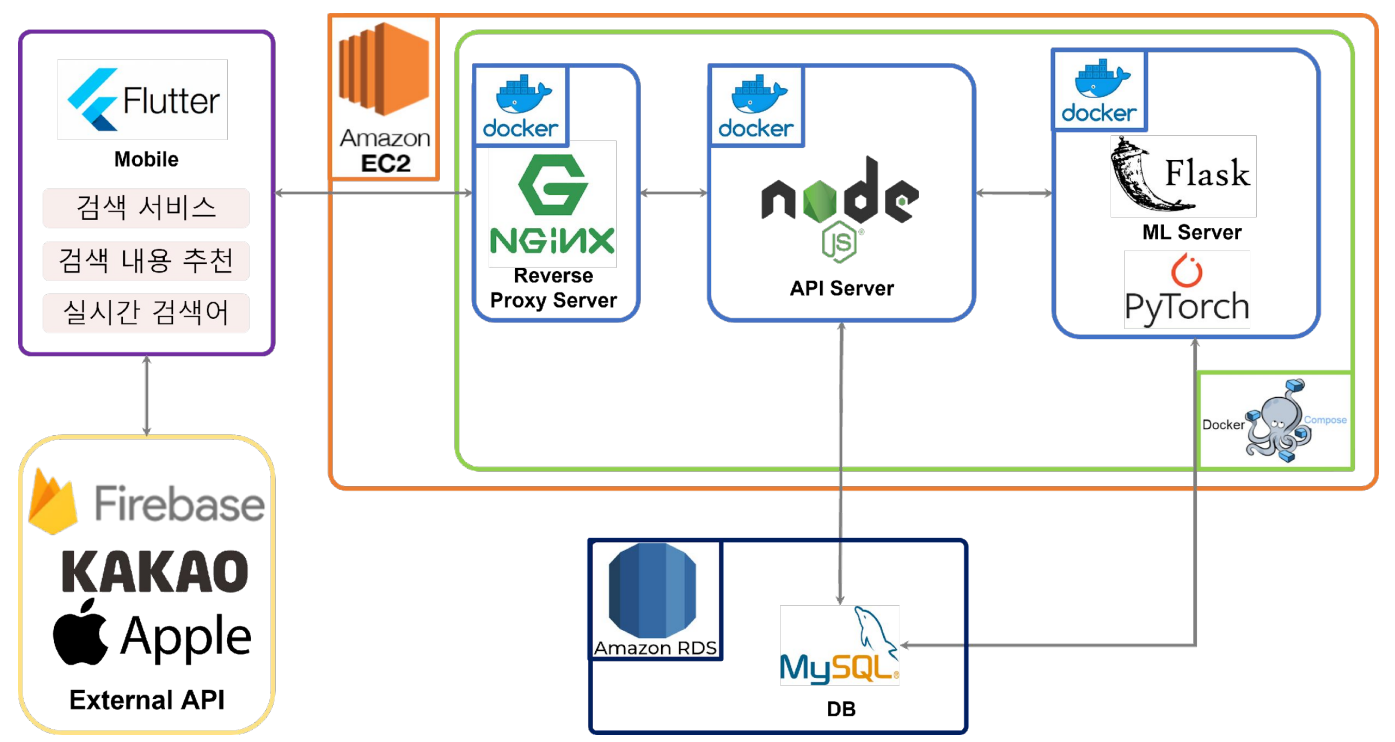 Flutter
Mobile
검색 서비스
검색 내용 추천
실시간 검색어
Firebase
KAKAO
Apple
External API
Amazon
EC2
docker
NGiNX
Reverse
Proxy Server
docker
node
JS
API Server
docker
Flask
ML Server
PyTorch
Docker Compose
Amazon RDS
MySQL
DB